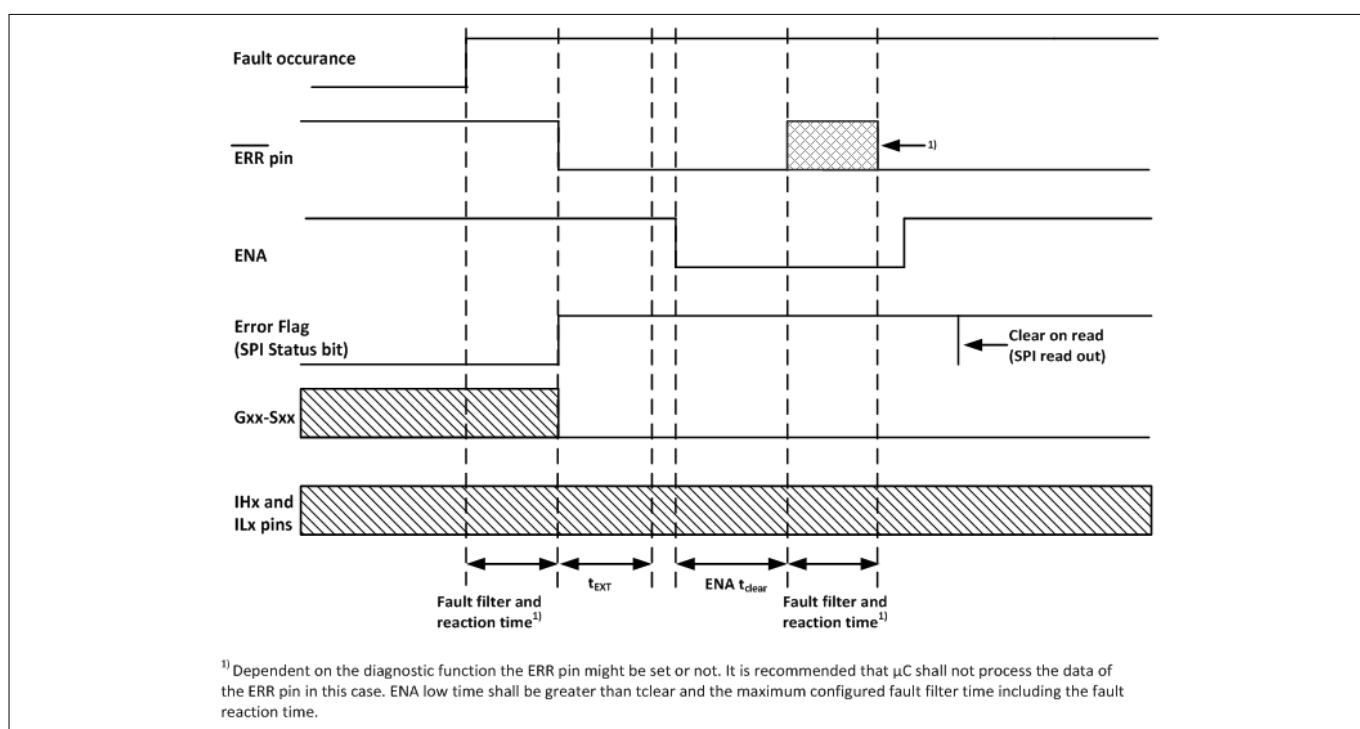 Fault occurance
ERR pin
1)
ENA
Error Flag
(SPI Status bit)
Clear on read
(SPI read out)
Gxx-Sxx
IHx and
ILx pins
tEXT
ENA tclear
Fault filter and
reaction time1)
Fault filter and
reaction time1)
1) Dependent on the diagnostic function the ERR pin might be set or not. It is recommended that µC shall not process the data of
the ERR pin in this case. ENA low time shall be greater than tclear and the maximum configured fault filter time including the fault
reaction time.